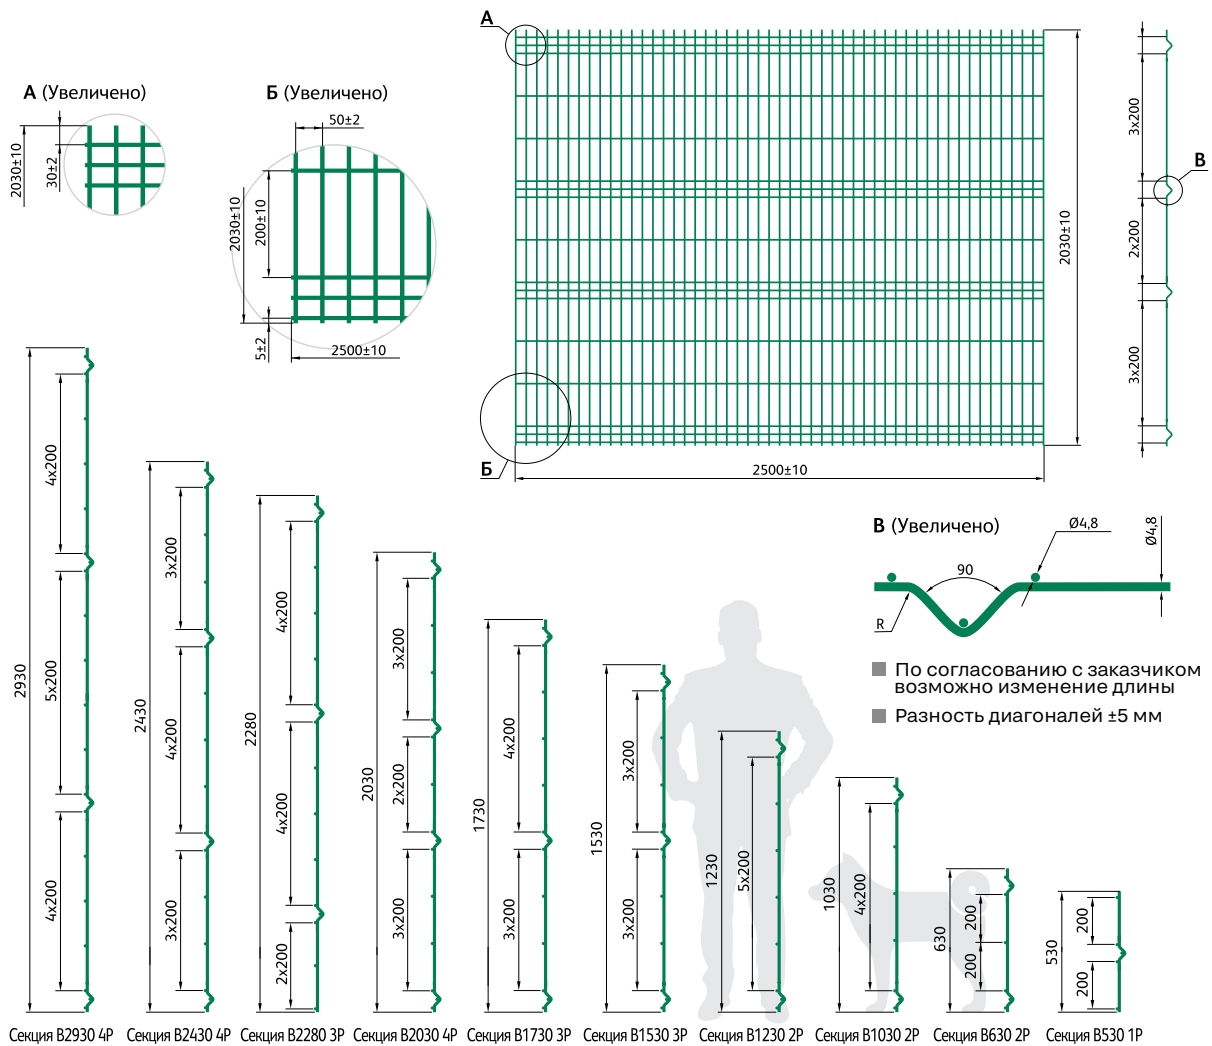 А (Увеличено)
2030±10
30±2
Б (Увеличено)
50±2
2030±10
200±10
5±2
2500±10
А
Б
2030±10
2500±10
3x200
В
2x200
3x200
В (Увеличено)
Ø4,8
Ø4,8
90
R
По согласованию с заказчиком
возможно изменение длины
Разность диагоналей ±5 мм
2930
4x200
5x200
4x200
2430
3x200
4x200
3x200
2280
4x200
4x200
2x200
2030
3x200
2x200
3x200
1730
4x200
3x200
1530
3x200
3x200
1230
5x200
1030
4x200
630
200
200
530
200
200
Секция В2930 4Р
Секция В2430 4Р
Секция В2280 3Р
Секция В2030 4Р
Секция В1730 3Р
Секция В1530 3Р
Секция В1230 2Р
Секция В1030 2Р
Секция В630 2Р
Секция В530 1Р